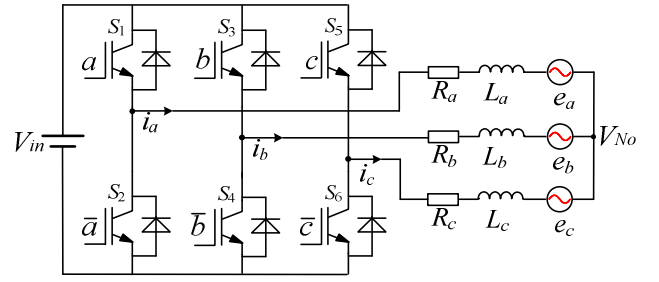 S1 S3 S5
a b c
Ra La ea
ia
Vin ib Rb Lb eb VNo
ic
S2 S4 S6
a̅ b̅ c̅
Rc Lc ec